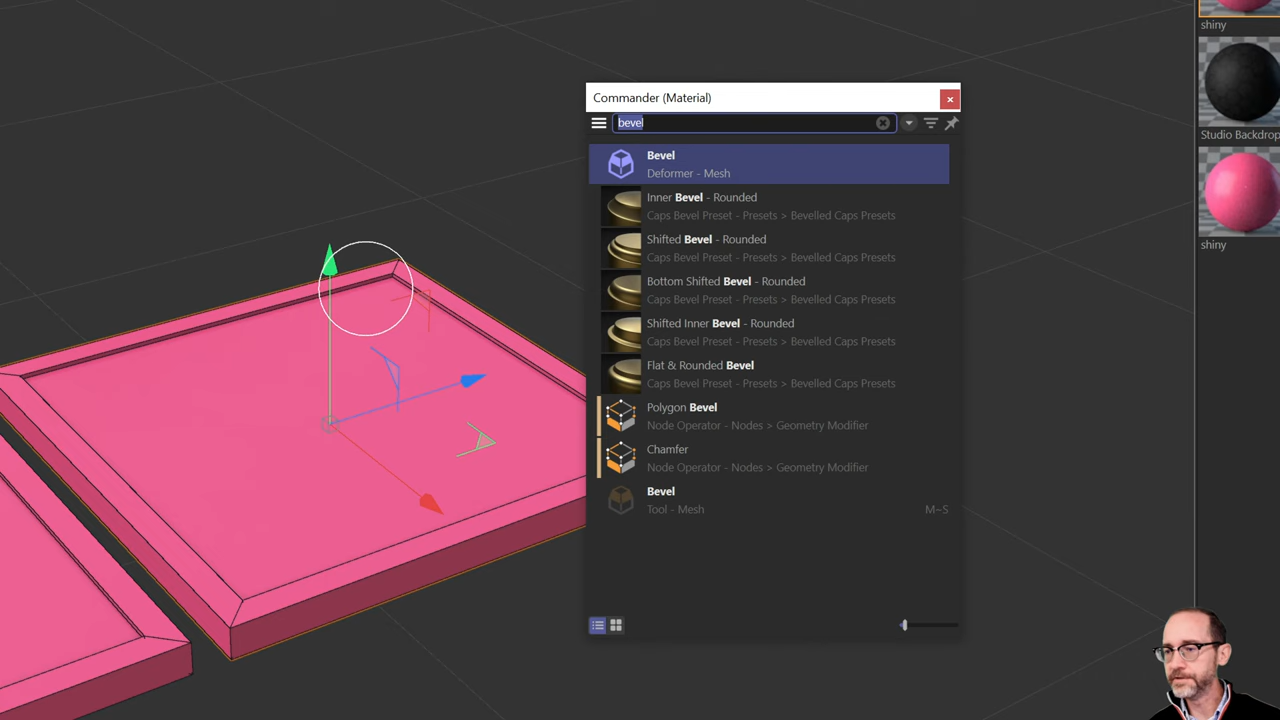 shiny
Studio Backdrop
shiny
Commander (Material)
bevel
Bevel
Deformer - Mesh
Inner Bevel - Rounded
Caps Bevel Preset - Presets > Bevelled Caps Presets
Shifted Bevel - Rounded
Caps Bevel Preset - Presets > Bevelled Caps Presets
Bottom Shifted Bevel - Rounded
Caps Bevel Preset - Presets > Bevelled Caps Presets
Shifted Inner Bevel - Rounded
Caps Bevel Preset - Presets > Bevelled Caps Presets
Flat & Rounded Bevel
Caps Bevel Preset - Presets > Bevelled Caps Presets
Polygon Bevel
Node Operator - Nodes > Geometry Modifier
Chamfer
Node Operator - Nodes > Geometry Modifier
Bevel
Tool - Mesh M~S